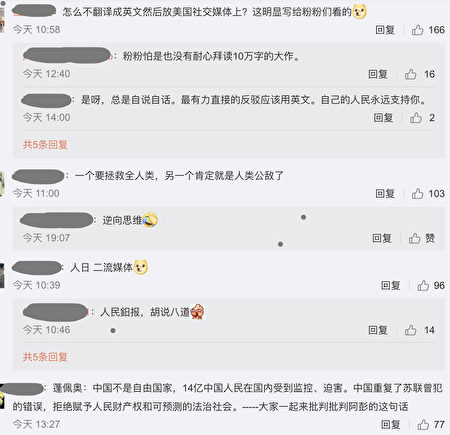 ：怎么不翻译成英文然后放美国社交媒体上？这明显写给粉粉们看的
今天 10:58 回复 166
：粉粉怕是也没有耐心拜读10万字的大作。
今天 12:40 回复 16
：是呀，总是自说自话。最有力直接的反驳应该用英文。自己的人民永远支持你。
今天 14:00 回复 2
共5条回复
：一个要拯救全人类，另一个肯定就是人类公敌了
今天 11:00 回复 103
：逆向思维
今天 19:07 回复 赞
：人日 二流媒体
今天 10:39 回复 96
：人民鈤报，胡说八道
今天 10:46 回复 14
共5条回复
：蓬佩奥：中国不是自由国家，14亿中国人民在国内受到监控、迫害。中国重复了苏联曾犯
的错误，拒绝赋予人民财产权和可预测的法治社会。-----大家一起来批判批判阿彭的这句话
今天 13:27 回复 77